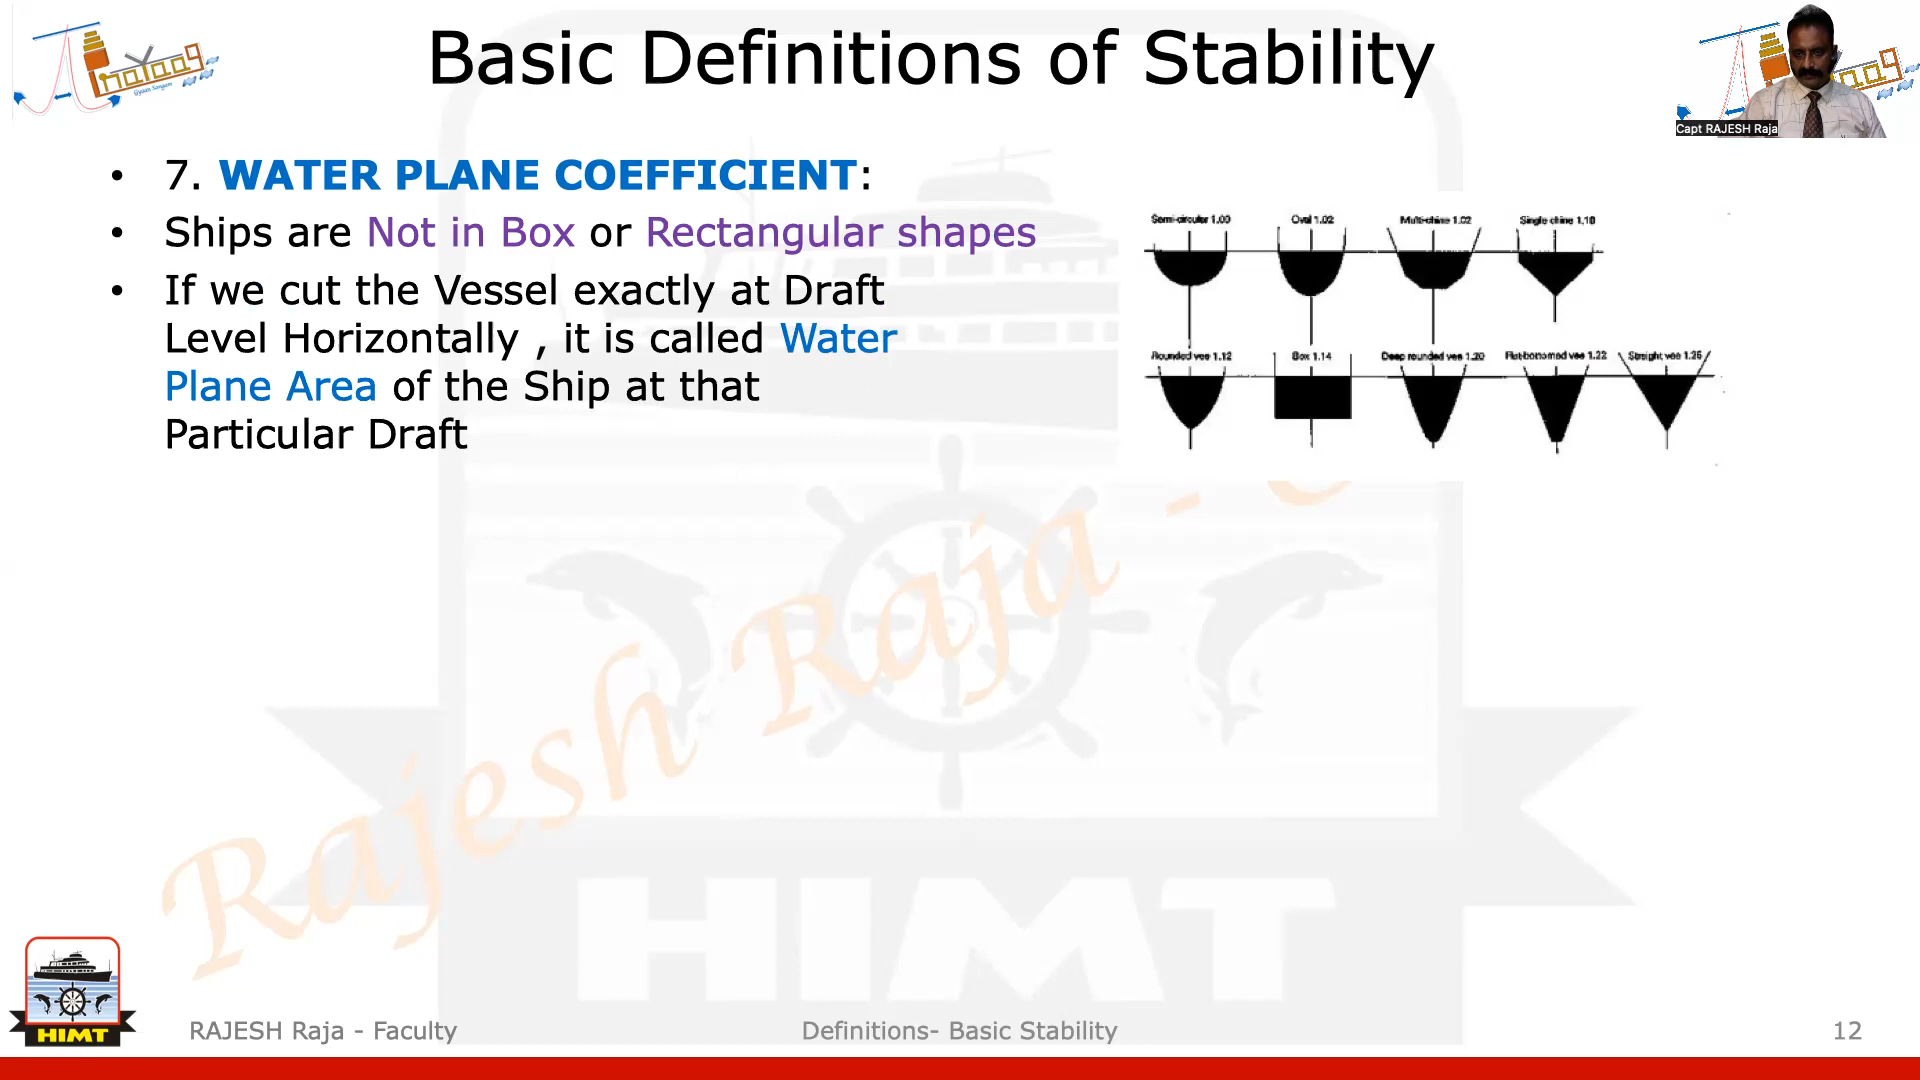 Basic Definitions of Stability
Capt RAJESH Raja
• 7. WATER PLANE COEFFICIENT:
• Ships are Not in Box or Rectangular shapes
• If we cut the Vessel exactly at Draft
Level Horizontally , it is called Water
Plane Area of the Ship at that
Particular Draft
Semi-circular 1.00 Oval 1.02 Multi-chine 1.02 Single chine 1.10
Rounded vee 1.12 Box 1.14 Deep rounded vee 1.20 Flat-bottomed vee 1.22 Straight vee 1.25
Rajesh Raja -
HIMT
HIMT
RAJESH Raja - Faculty
Definitions- Basic Stability
12